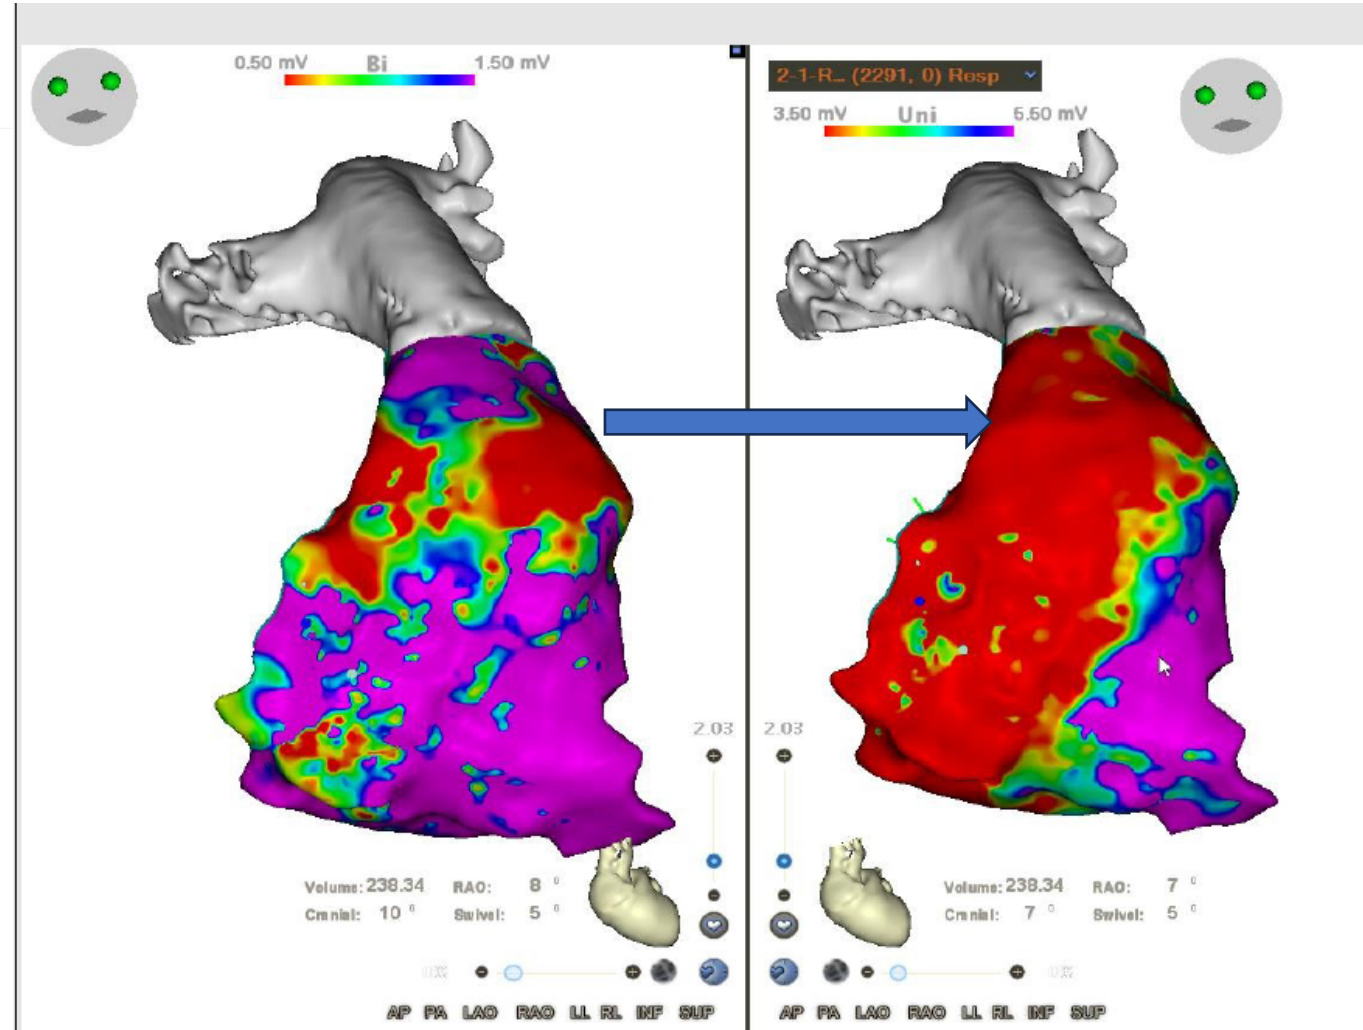 0.50 mV Bi 1.50 mV
2-1-R... (2291, 0) Resp
3.50 mV Uni 5.50 mV
2.03
2.03
Volume: 238.34 RAO: 8 °
Cranial: 10 ° Swivel: 5 °
Volume: 238.34 RAO: 7 °
Cranial: 7 ° Swivel: 5 °
AP PA LAO RAO LL RL INF SUP
AP PA LAO RAO LL RL INF SUP